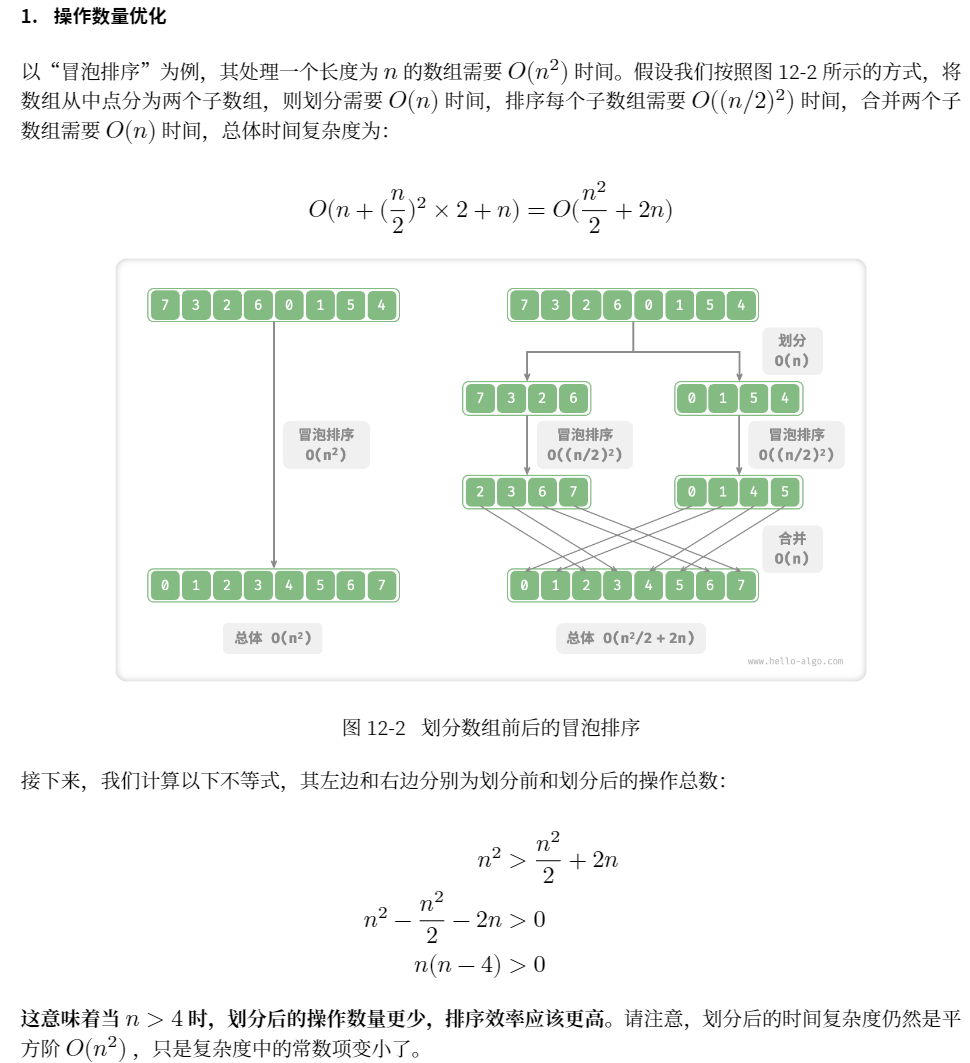 1. 操作数量优化
以“冒泡排序”为例，其处理一个长度为 n 的数组需要 O(n²) 时间。假设我们按照图 12-2 所示的方式，将
数组从中点分为两个子数组，则划分需要 O(n) 时间，排序每个子数组需要 O((n/2)²) 时间，合并两个子
数组需要 O(n) 时间，总体时间复杂度为：
O(n + (n/2)² × 2 + n) = O(n²/2 + 2n)
7 3 2 6 0 1 5 4
7 3 2 6 0 1 5 4
划分
O(n)
7 3 2 6
0 1 5 4
冒泡排序
O(n²)
冒泡排序
O((n/2)²)
冒泡排序
O((n/2)²)
2 3 6 7
0 1 4 5
合并
O(n)
0 1 2 3 4 5 6 7
0 1 2 3 4 5 6 7
总体 O(n²)
总体 O(n²/2 + 2n)
www.hello-algo.com
图 12-2 划分数组前后的冒泡排序
接下来，我们计算以下不等式，其左边和右边分别为划分前和划分后的操作总数：
n² > n²/2 + 2n
n² − n²/2 − 2n > 0
n(n − 4) > 0
这意味着当 n > 4 时，划分后的操作数量更少，排序效率应该更高。请注意，划分后的时间复杂度仍然是平
方阶 O(n²) ，只是复杂度中的常数项变小了。